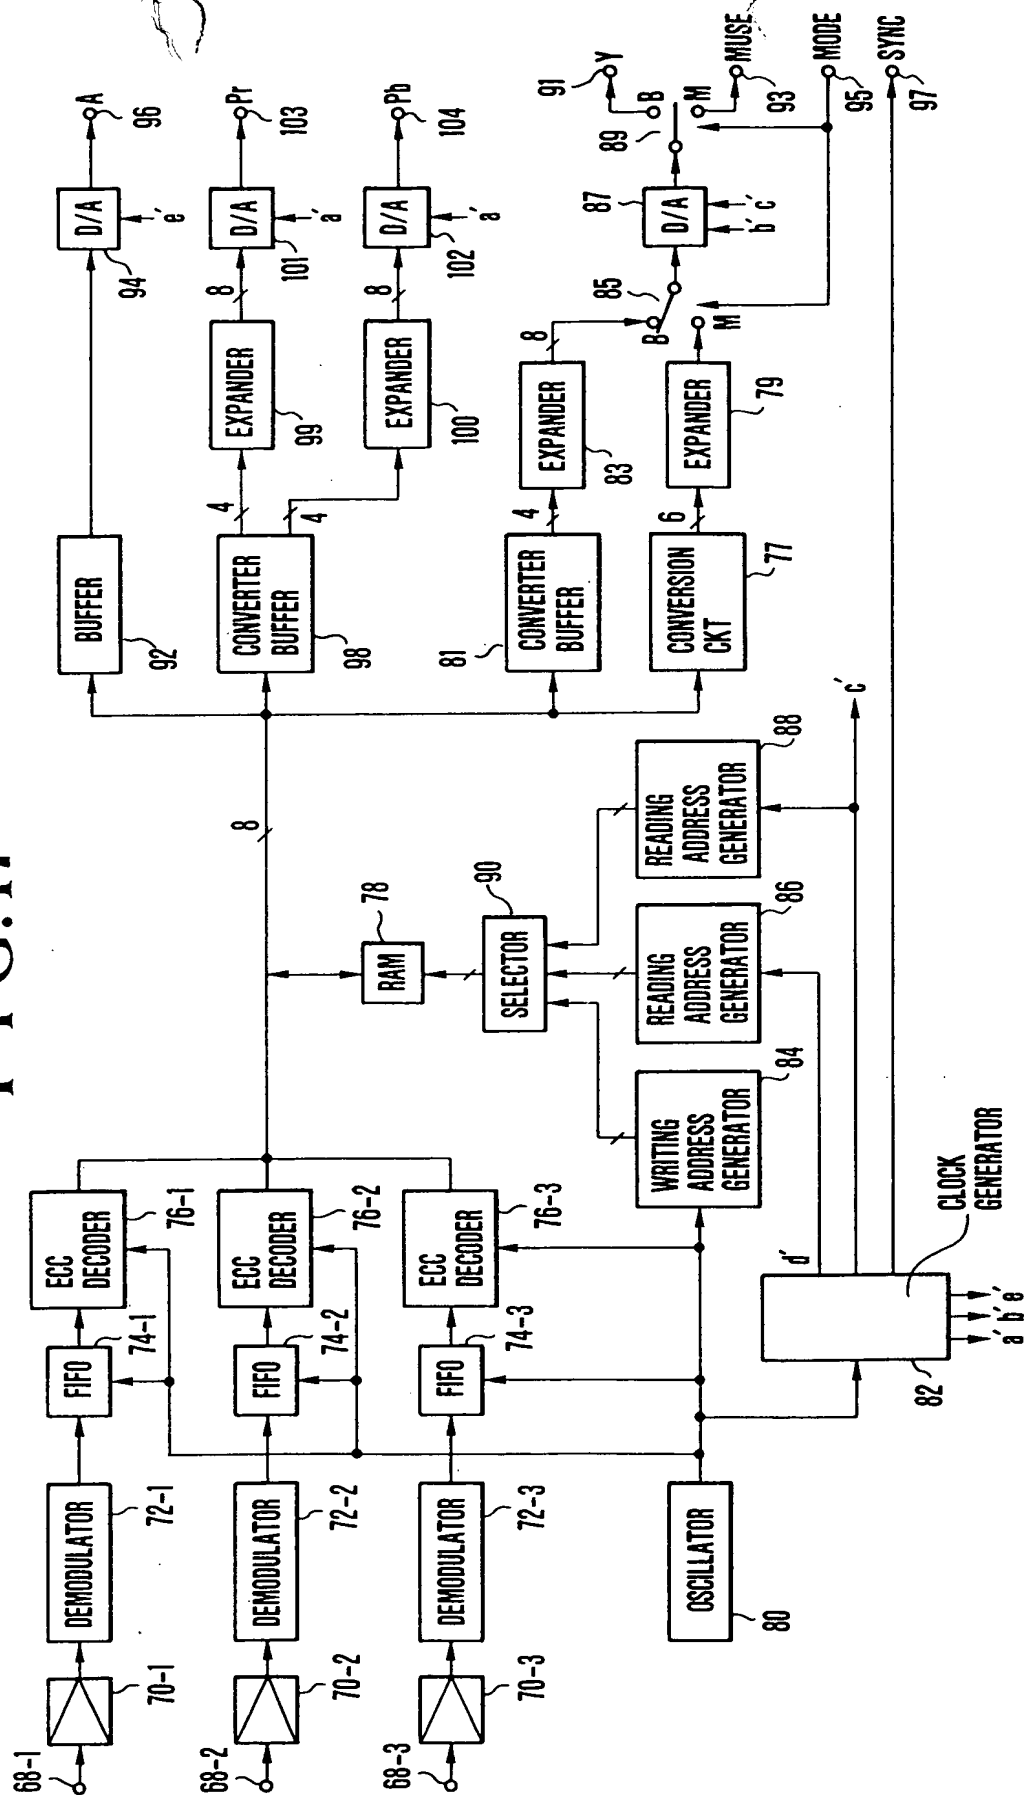 68-1
70-1
DEMODULATOR
72-1
FIFO
74-1
ECC
DECODER
76-1
68-2
70-2
DEMODULATOR
72-2
FIFO
74-2
ECC
DECODER
76-2
68-3
70-3
DEMODULATOR
72-3
FIFO
74-3
ECC
DECODER
76-3
OSCILLATOR
80
82
CLOCK
GENERATOR
a'
b'
e'
d'
c'
WRITING
ADDRESS
GENERATOR
84
READING
ADDRESS
GENERATOR
86
READING
ADDRESS
GENERATOR
88
SELECTOR
90
RAM
78
8
BUFFER
92
D/A
94
e'
A
96
CONVERTER
BUFFER
98
4
4
EXPANDER
99
8
D/A
101
a'
Pr
103
EXPANDER
100
8
D/A
102
a'
Pb
104
CONVERTER
BUFFER
81
4
EXPANDER
83
8
CONVERSION
CKT
77
6
EXPANDER
79
B
M
85
D/A
87
b'
c'
89
B
M
Y
91
MUSE
93
MODE
95
SYNC
97